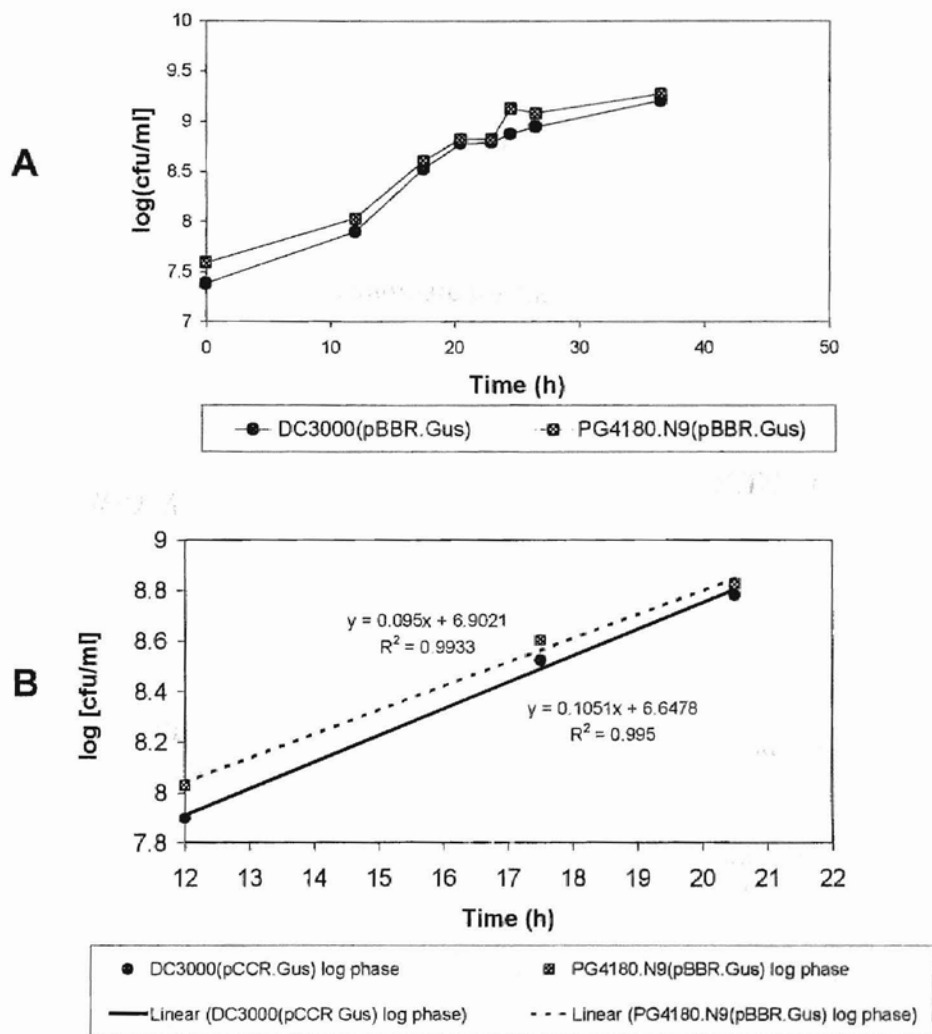 A
log(cfu/ml)
10
9.5
9
8.5
8
7.5
7
0
10
20
30
40
50
Time (h)
DC3000(pBBR.Gus)
PG4180.N9(pBBR.Gus)
B
log [cfu/ml]
9
8.8
8.6
8.4
8.2
8
7.8
y = 0.095x + 6.9021
R² = 0.9933
y = 0.1051x + 6.6478
R² = 0.995
12
13
14
15
16
17
18
19
20
21
22
Time (h)
DC3000(pCCR.Gus) log phase
PG4180.N9(pBBR.Gus) log phase
Linear (DC3000(pCCR Gus) log phase)
Linear (PG4180.N9(pBBR.Gus) log phase)